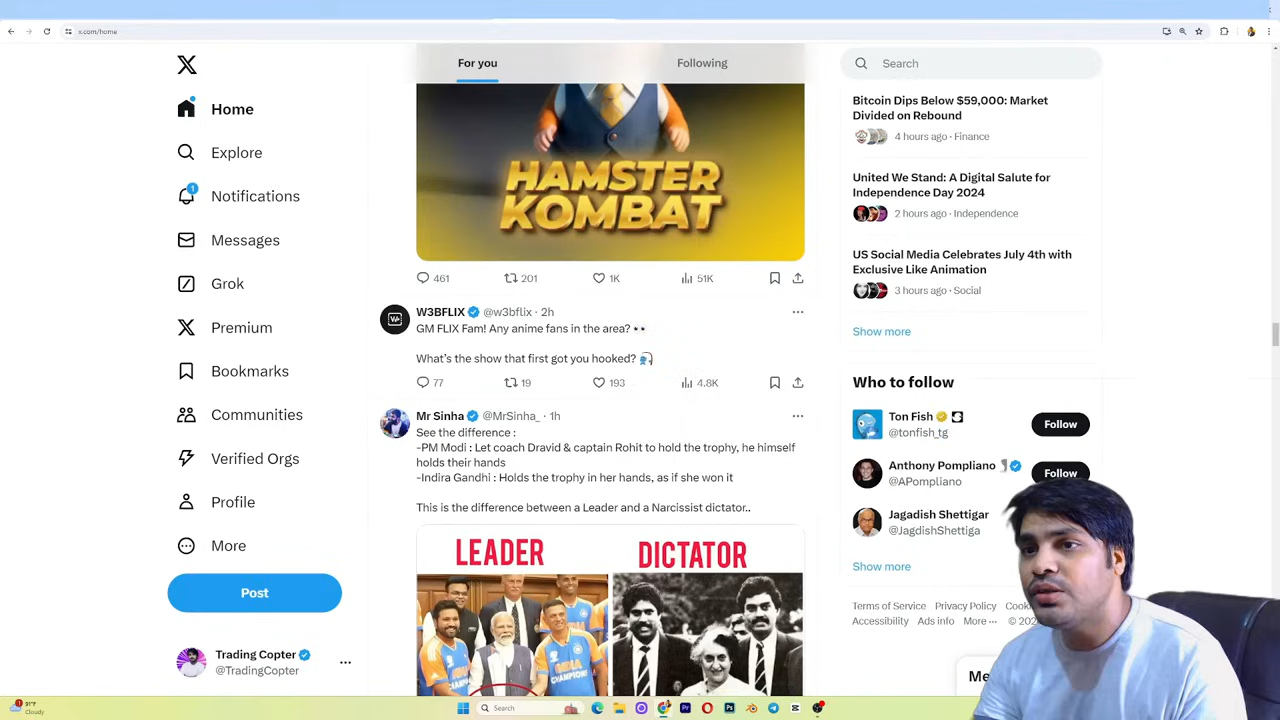 x.com/home
For you
Following
Search
Home
Explore
1
Notifications
Messages
Grok
Premium
Bookmarks
Communities
Verified Orgs
Profile
More
Post
Trading Copter
@TradingCopter
HAMSTER
KOMBAT
461 201 1K 51K
W3BFLIX @w3bflix · 2h
GM FLIX Fam! Any anime fans in the area? 👀
What's the show that first got you hooked?
77 19 193 4.8K
Mr Sinha @MrSinha_ · 1h
See the difference :
-PM Modi : Let coach Dravid & captain Rohit to hold the trophy, he himself
holds their hands
-Indira Gandhi : Holds the trophy in her hands, as if she won it
This is the difference between a Leader and a Narcissist dictator..
LEADER
DICTATOR
INDIA
Bitcoin Dips Below $59,000: Market
Divided on Rebound
4 hours ago · Finance
United We Stand: A Digital Salute for
Independence Day 2024
2 hours ago · Independence
US Social Media Celebrates July 4th with
Exclusive Like Animation
3 hours ago · Social
Show more
Who to follow
Ton Fish
@tonfish_tg
Follow
Anthony Pompliano
@APompliano
Follow
Jagadish Shettigar
@JagdishShettiga
Show more
Terms of Service Privacy Policy
Accessibility Ads info More ··· ©
91°F
Cloudy
Search